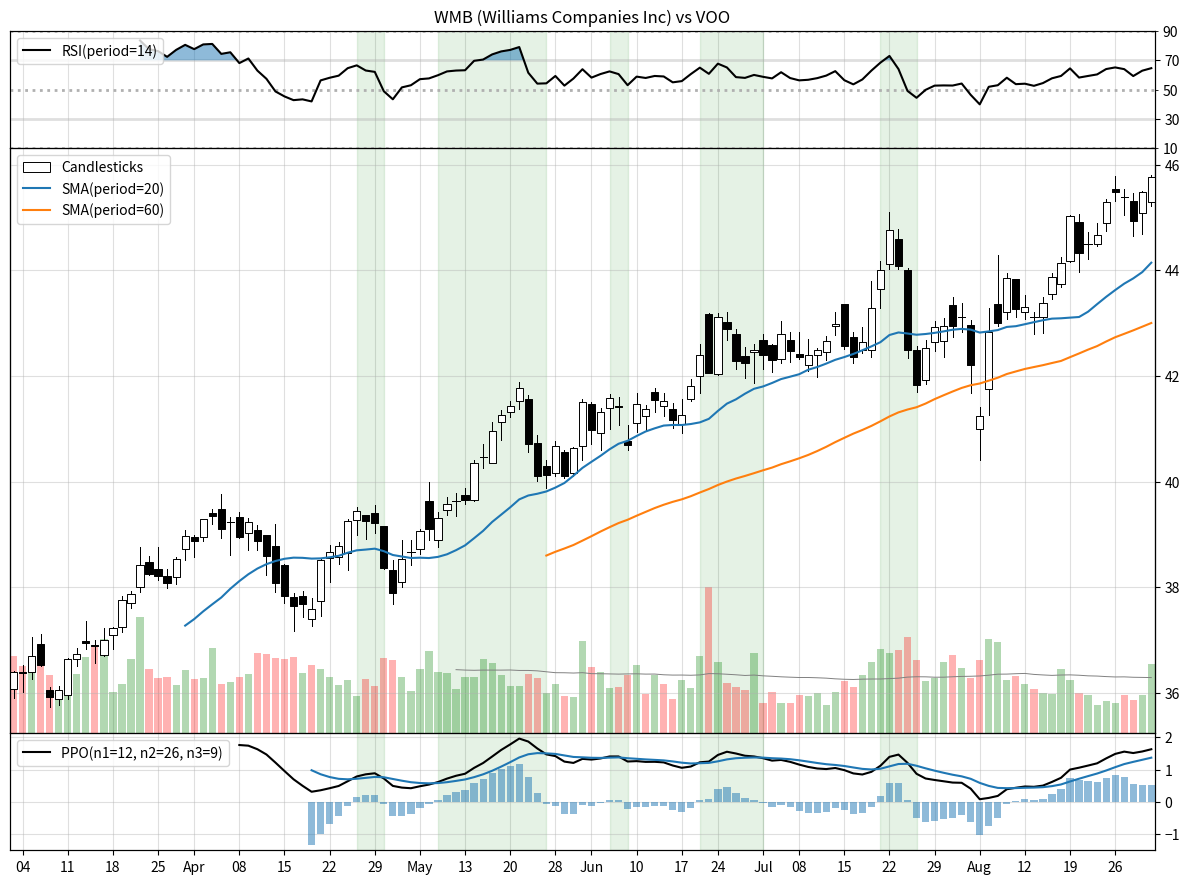 WMB (Williams Companies Inc) vs VOO
RSI(period=14)
90
70
50
30
10
Candlesticks
SMA(period=20)
SMA(period=60)
46
44
42
40
38
36
PPO(n1=12, n2=26, n3=9)
2
1
0
−1
04 11 18 25 Apr 08 15 22 29 May 13 20 28 Jun 10 17 24 Jul 08 15 22 29 Aug 12 19 26